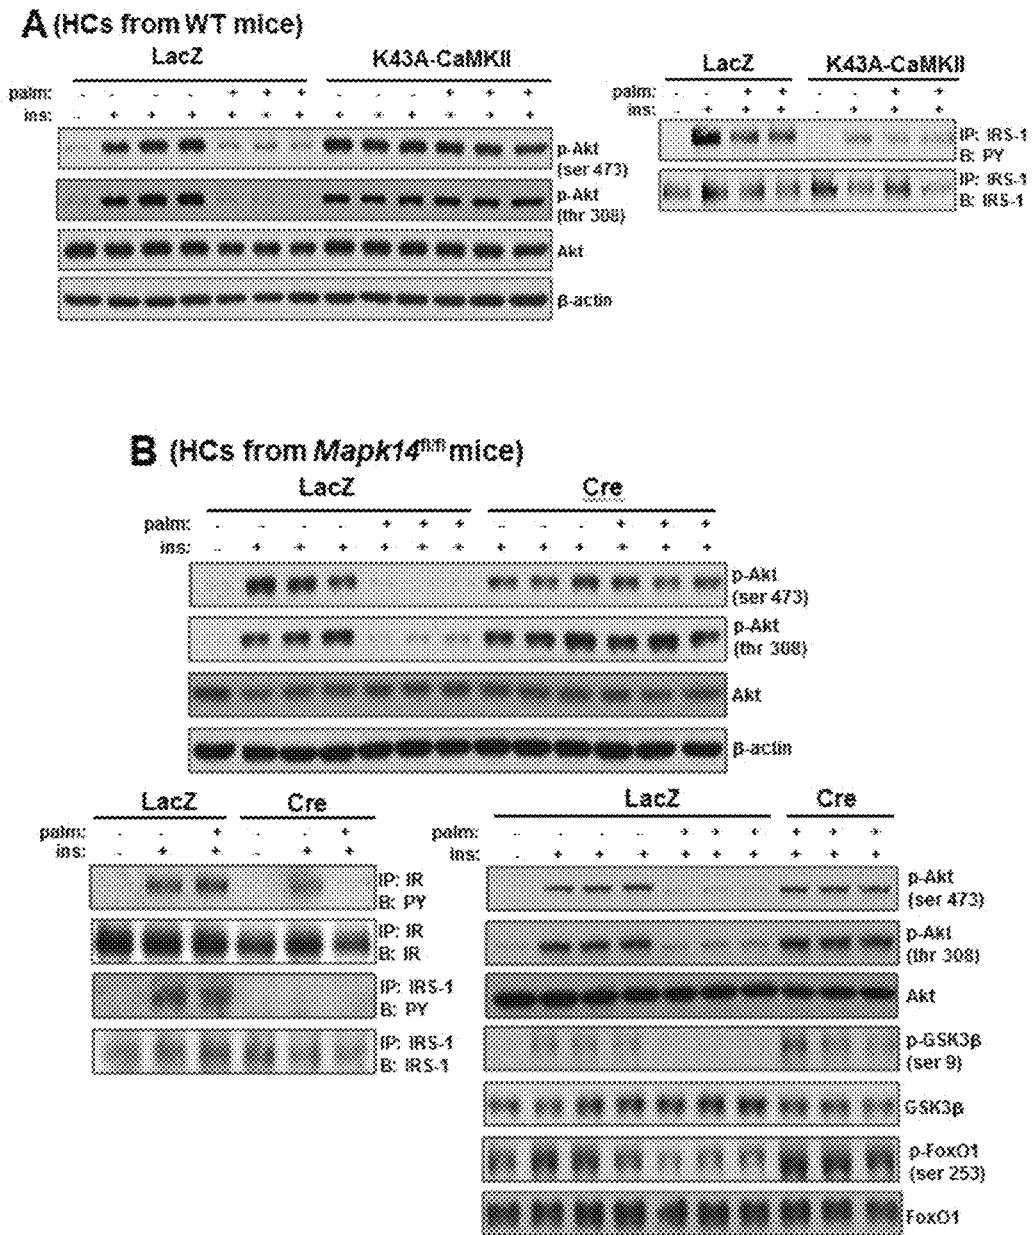 A (HCs from WT mice)
LacZ
K43A-CaMKII
palm: - - - - + + + - - - + + +
ins: - + + + + + + + + + + + +
p-Akt
(ser 473)
p-Akt
(thr 308)
Akt
β-actin
LacZ
K43A-CaMKII
palm: - - + + - - + +
ins: - + + + - + + +
IP: IRS-1
B: PY
IP: IRS-1
B: IRS-1
B (HCs from Mapk14fl/fl mice)
LacZ
Cre
palm: - - - - + + + - - - + + +
ins: - + + + + + + + + + + + +
p-Akt
(ser 473)
p-Akt
(thr 308)
Akt
β-actin
LacZ
Cre
palm: - - + - - +
ins: - + + - + +
IP: IR
B: PY
IP: IR
B: IR
IP: IRS-1
B: PY
IP: IRS-1
B: IRS-1
LacZ
Cre
palm: - - - - + + + + + +
ins: - + + + + + + + + +
p-Akt
(ser 473)
p-Akt
(thr 308)
Akt
p-GSK3β
(ser 9)
GSK3β
p-FoxO1
(ser 253)
FoxO1